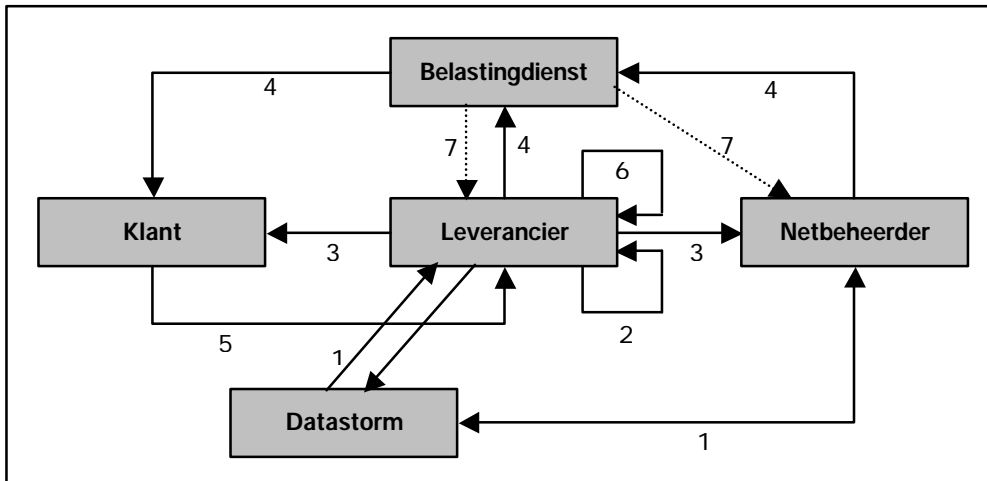 Belastingdienst
4
4
7
4
7
6
Klant
Leverancier
Netbeheerder
3
3
5
1
2
Datastorm
1